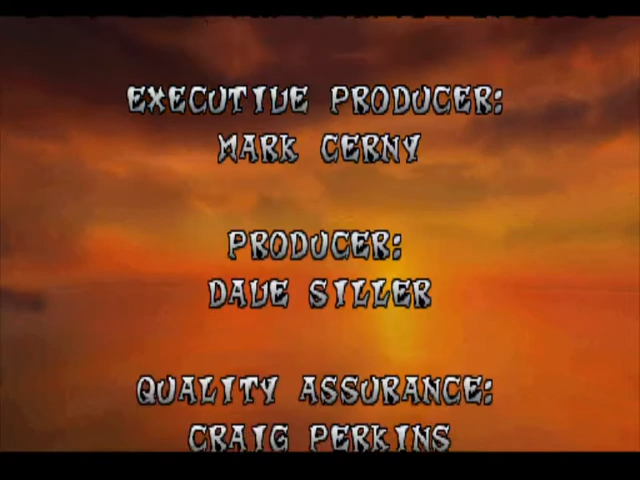 EXECUTIVE PRODUCER:
MARK CERNY
PRODUCER:
DAVE SILLER
QUALITY ASSURANCE:
CRAIG PERKINS